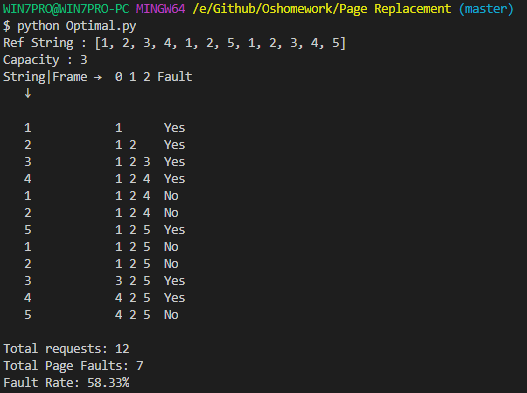 WIN7PRO@WIN7PRO-PC MINGW64 /e/Github/Oshomework/Page Replacement (master)
$ python Optimal.py
Ref String : [1, 2, 3, 4, 1, 2, 5, 1, 2, 3, 4, 5]
Capacity : 3
String|Frame → 0 1 2 Fault
↓
1 1 Yes
2 1 2 Yes
3 1 2 3 Yes
4 1 2 4 Yes
1 1 2 4 No
2 1 2 4 No
5 1 2 5 Yes
1 1 2 5 No
2 1 2 5 No
3 3 2 5 Yes
4 4 2 5 Yes
5 4 2 5 No
Total requests: 12
Total Page Faults: 7
Fault Rate: 58.33%